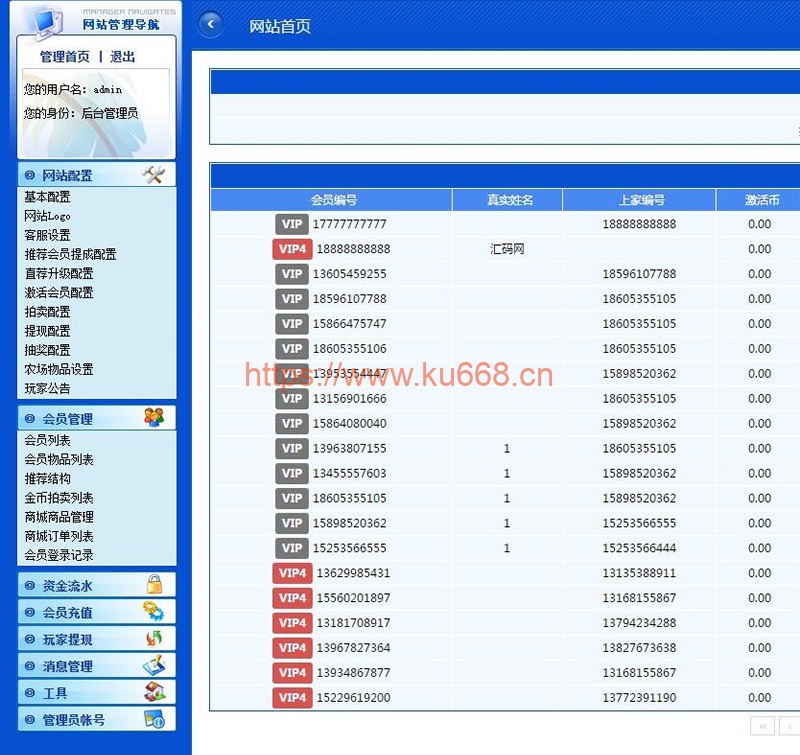 MANAGER NAVIGATES
网站管理导航
管理首页 | 退出
您的用户名：admin
您的身份：后台管理员
网站配置
基本配置
网站Logo
客服设置
推荐会员提成配置
直荐升级配置
激活会员配置
拍卖配置
提现配置
抽奖配置
农场物品设置
玩家公告
会员管理
会员列表
会员物品列表
推荐结构
金币拍卖列表
商城商品管理
商城订单列表
会员登录记录
资金流水
会员充值
玩家提现
消息管理
工具
管理员帐号
网站首页
会员编号 真实姓名 上家编号 激活币
VIP 17777777777 18888888888 0.00
VIP4 18888888888 汇码网 0.00
VIP 13605459255 18596107788 0.00
VIP 18596107788 18605355105 0.00
VIP 15866475747 18605355105 0.00
VIP 18605355106 18605355105 0.00
VIP 13953554447 15898520362 0.00
https://www.ku668.cn
VIP 13156901666 18605355105 0.00
VIP 15864080040 15898520362 0.00
VIP 13963807155 1 18605355105 0.00
VIP 13455557603 1 15898520362 0.00
VIP 18605355105 1 15898520362 0.00
VIP 15898520362 1 15253566555 0.00
VIP 15253566555 1 15253566444 0.00
VIP4 13629985431 13135388911 0.00
VIP4 15560201897 13168155867 0.00
VIP4 13181708917 13794234288 0.00
VIP4 13967827364 13827673638 0.00
VIP4 13934867877 13168155867 0.00
VIP4 15229619200 13772391190 0.00